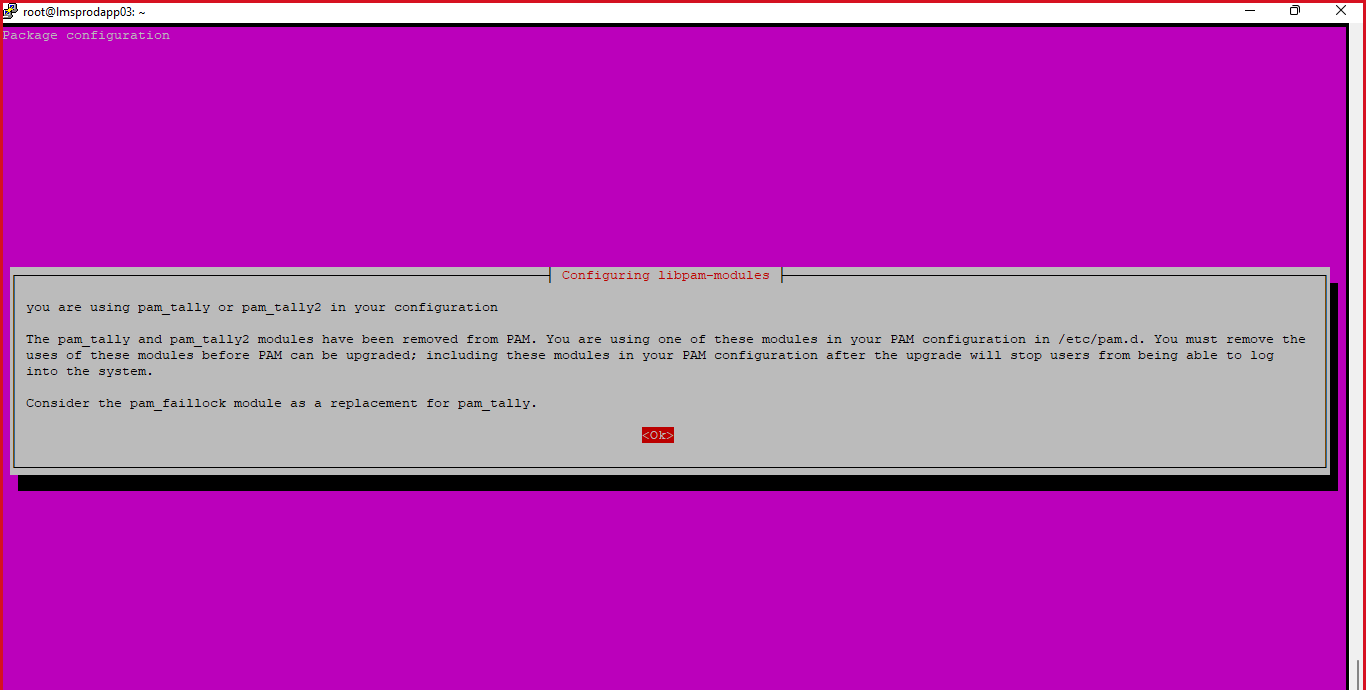 root@lmsprodapp03: ~
Package configuration
Configuring libpam-modules
you are using pam_tally or pam_tally2 in your configuration
The pam_tally and pam_tally2 modules have been removed from PAM. You are using one of these modules in your PAM configuration in /etc/pam.d. You must remove the
uses of these modules before PAM can be upgraded; including these modules in your PAM configuration after the upgrade will stop users from being able to log
into the system.
Consider the pam_faillock module as a replacement for pam_tally.
<Ok>